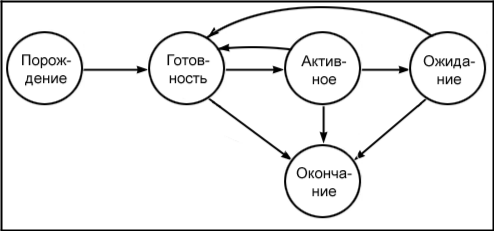 Порож-
дение
Готов-
ность
Актив-
ное
Ожида-
ние
Оконча-
ние